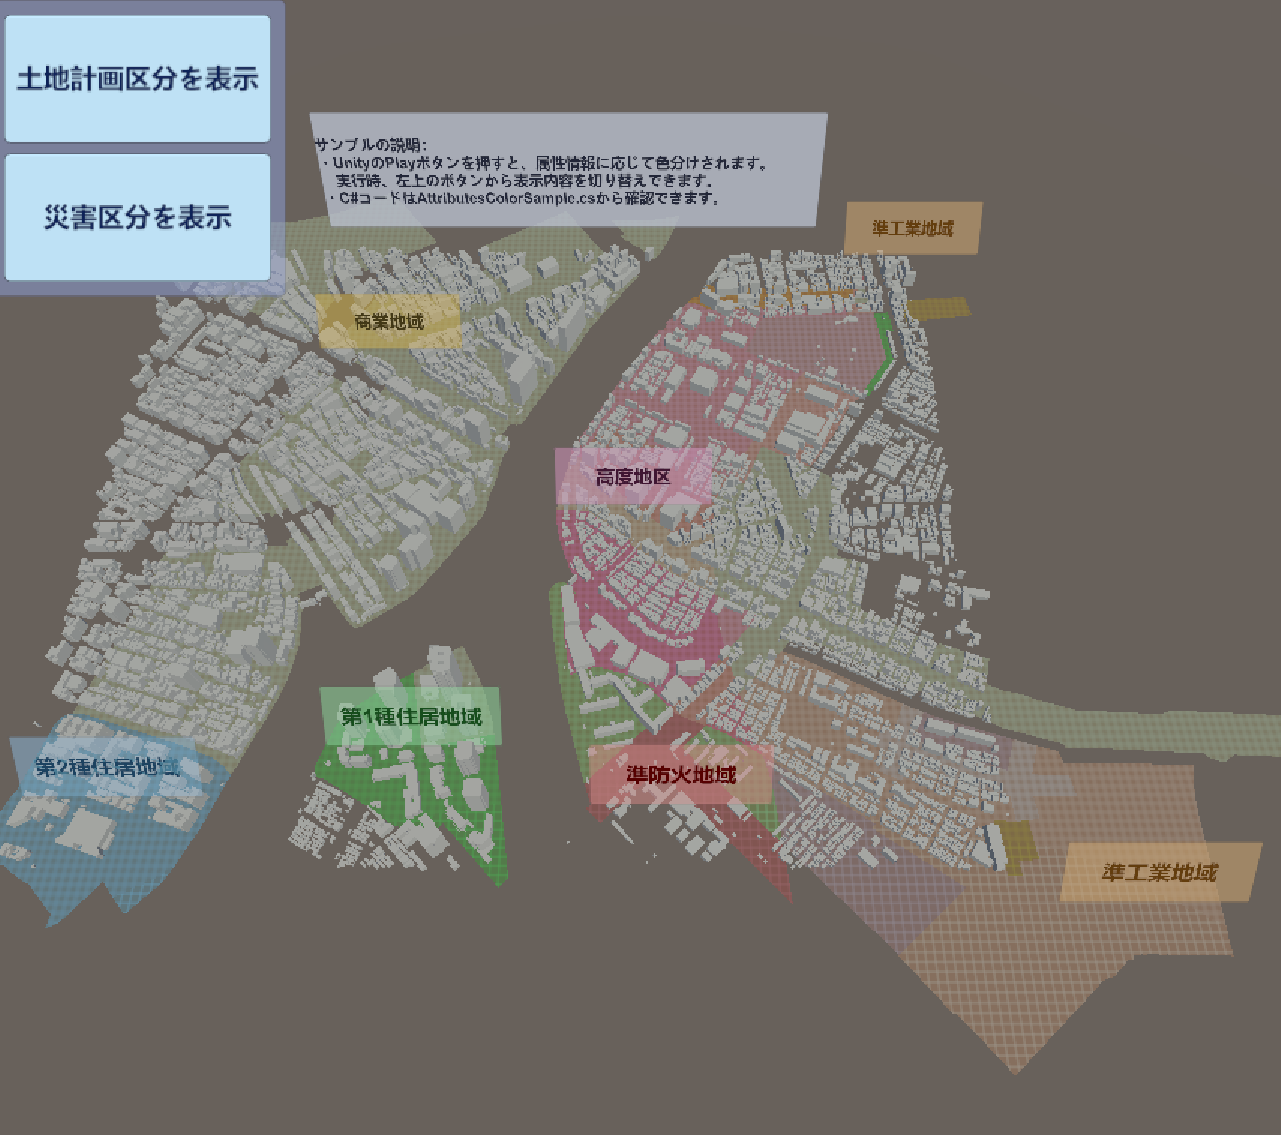 土地計画区分を表示
災害区分を表示
サンプルの説明:
・UnityのPlayボタンを押すと、属性情報に応じて色分けされます。
実行時、左上のボタンから表示内容を切り替えできます。
・C#コードはAttributesColorSample.csから確認できます。
準工業地域
商業地域
高度地区
第1種住居地域
第2種住居地域
準防火地域
準工業地域